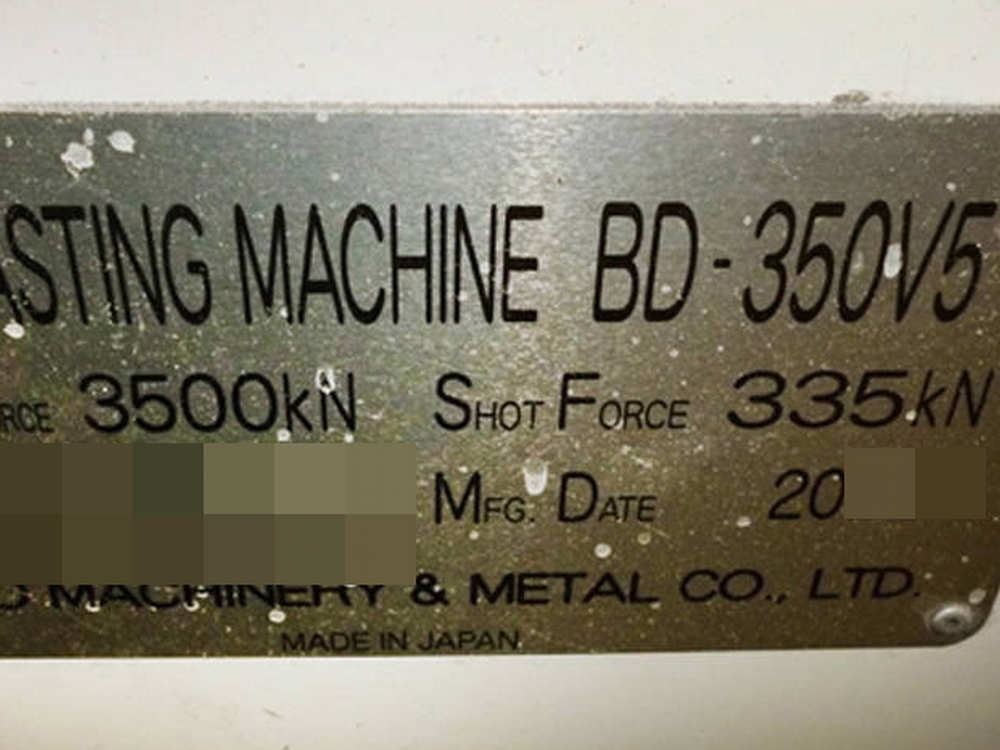 ASTING MACHINE BD-350V5
RCE 3500kN SHOT FORCE 335kN
MFG. DATE 20
MACHINERY & METAL CO., LTD.
MADE IN JAPAN